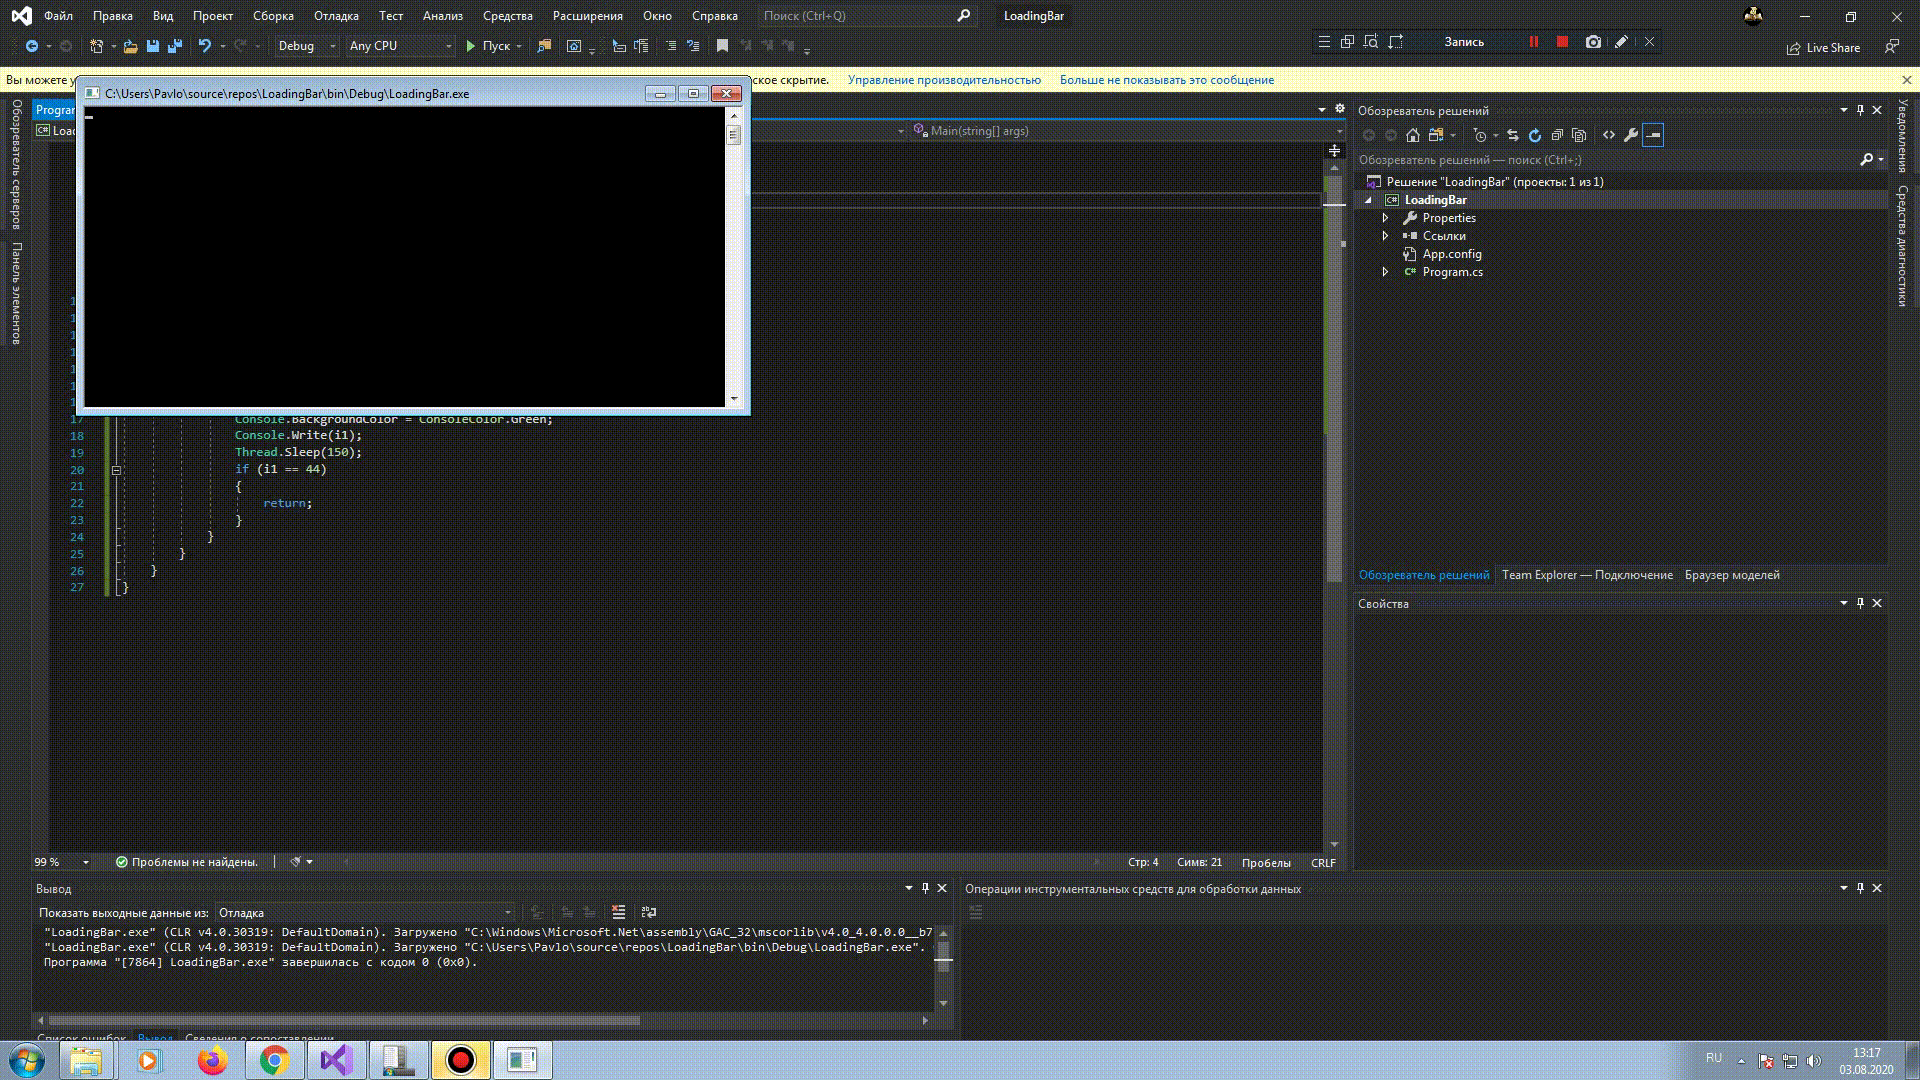 Файл Правка Вид Проект Сборка Отладка Тест Анализ Средства Расширения Окно Справка Поиск (Ctrl+Q) LoadingBar
Debug Any CPU Пуск Запись Live Share
Вы можете у ское скрытие. Управление производительностью Больше не показывать это сообщение
C:\Users\Pavlo\source\repos\LoadingBar\bin\Debug\LoadingBar.exe
Обозреватель серверов
Панель элементов
Main(string[] args)
17 Console.BackgroundColor = ConsoleColor.Green;
18 Console.Write(i1);
19 Thread.Sleep(150);
20 if (i1 == 44)
21 {
22 return;
23 }
24 }
25 }
26 }
27 }
99 % Проблемы не найдены. Стр: 4 Симв: 21 Пробелы CRLF
Обозреватель решений
Обозреватель решений — поиск (Ctrl+;)
Решение "LoadingBar" (проекты: 1 из 1)
LoadingBar
Properties
Ссылки
App.config
Program.cs
Обозреватель решений Team Explorer — Подключение Браузер моделей
Свойства
Уведомления
Средства диагностики
Вывод
Показать выходные данные из: Отладка
"LoadingBar.exe" (CLR v4.0.30319: DefaultDomain). Загружено "C:\Windows\Microsoft.Net\assembly\GAC_32\mscorlib\v4.0_4.0.0.0__b7
"LoadingBar.exe" (CLR v4.0.30319: DefaultDomain). Загружено "C:\Users\Pavlo\source\repos\LoadingBar\bin\Debug\LoadingBar.exe".
Программа "[7864] LoadingBar.exe" завершилась с кодом 0 (0x0).
Список ошибок Вывод Сведения о сопоставлении
Операции инструментальных средств для обработки данных
RU 13:17
03.08.2020